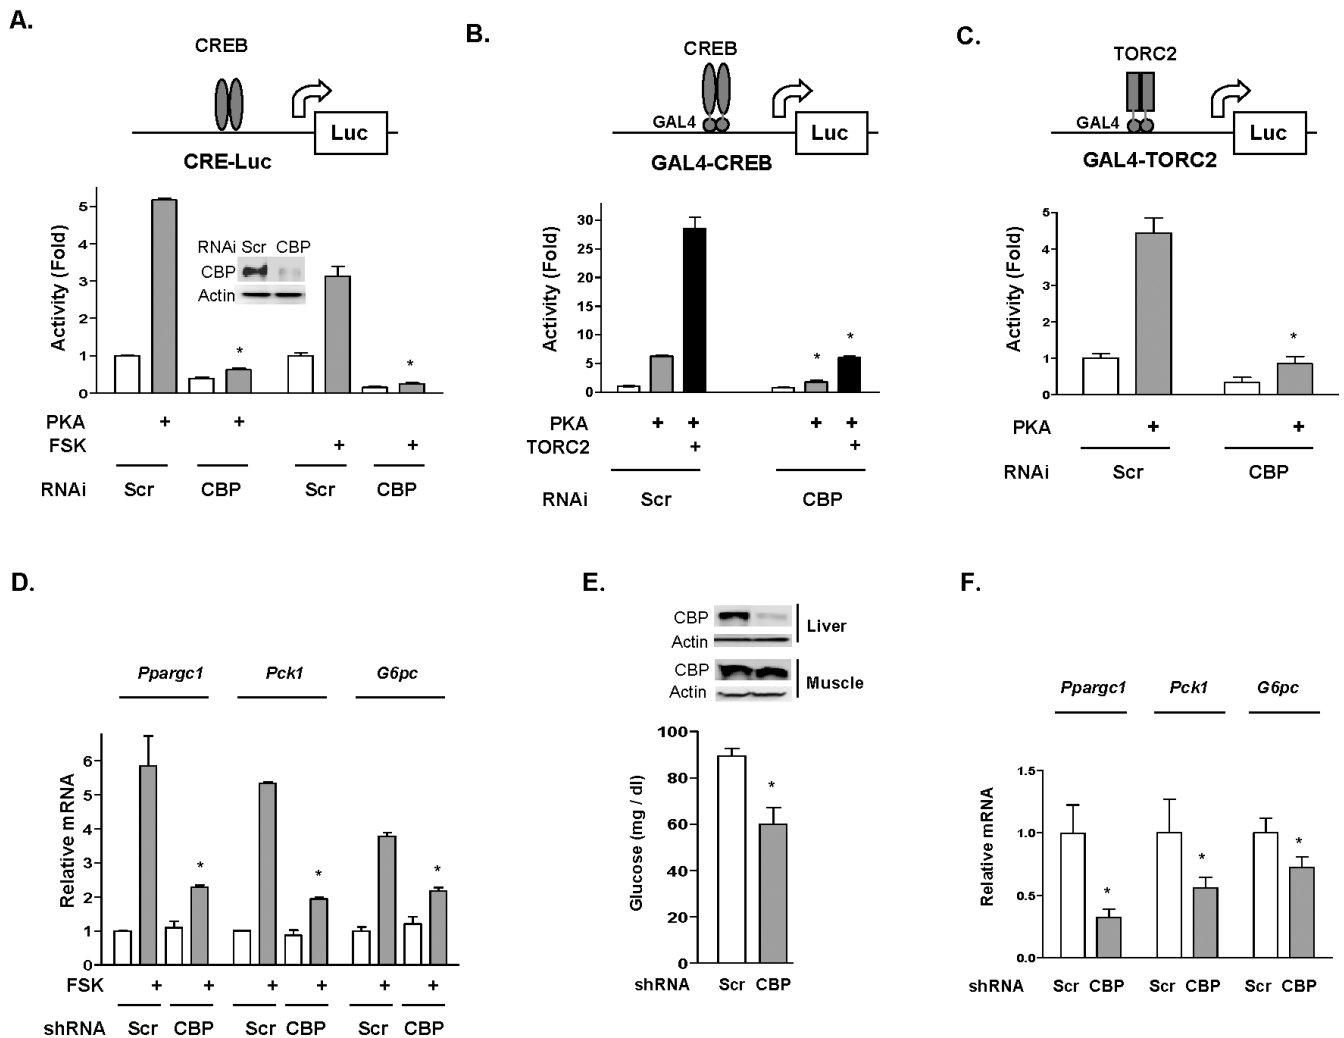 A.
CREB
Luc
CRE-Luc
Activity (Fold)
5
4
3
2
1
0
RNAi Scr CBP
CBP
Actin
*
*
PKA + +
FSK + +
Scr CBP Scr CBP
RNAi
B.
CREB
GAL4
Luc
GAL4-CREB
Activity (Fold)
30
25
20
15
10
5
0
*
*
PKA + + + +
TORC2 + +
Scr CBP
RNAi
C.
TORC2
GAL4
Luc
GAL4-TORC2
Activity (Fold)
5
4
3
2
1
0
*
PKA + +
RNAi Scr CBP
D.
Ppargc1 Pck1 G6pc
Relative mRNA
6
5
4
3
2
1
0
* * *
FSK + + + + + +
shRNA Scr CBP Scr CBP Scr CBP
E.
CBP
Actin
Liver
CBP
Actin
Muscle
Glucose (mg / dl)
100
80
60
40
20
0
*
shRNA Scr CBP
F.
Ppargc1 Pck1 G6pc
Relative mRNA
1.5
1.0
0.5
0.0
* * *
shRNA Scr CBP Scr CBP Scr CBP